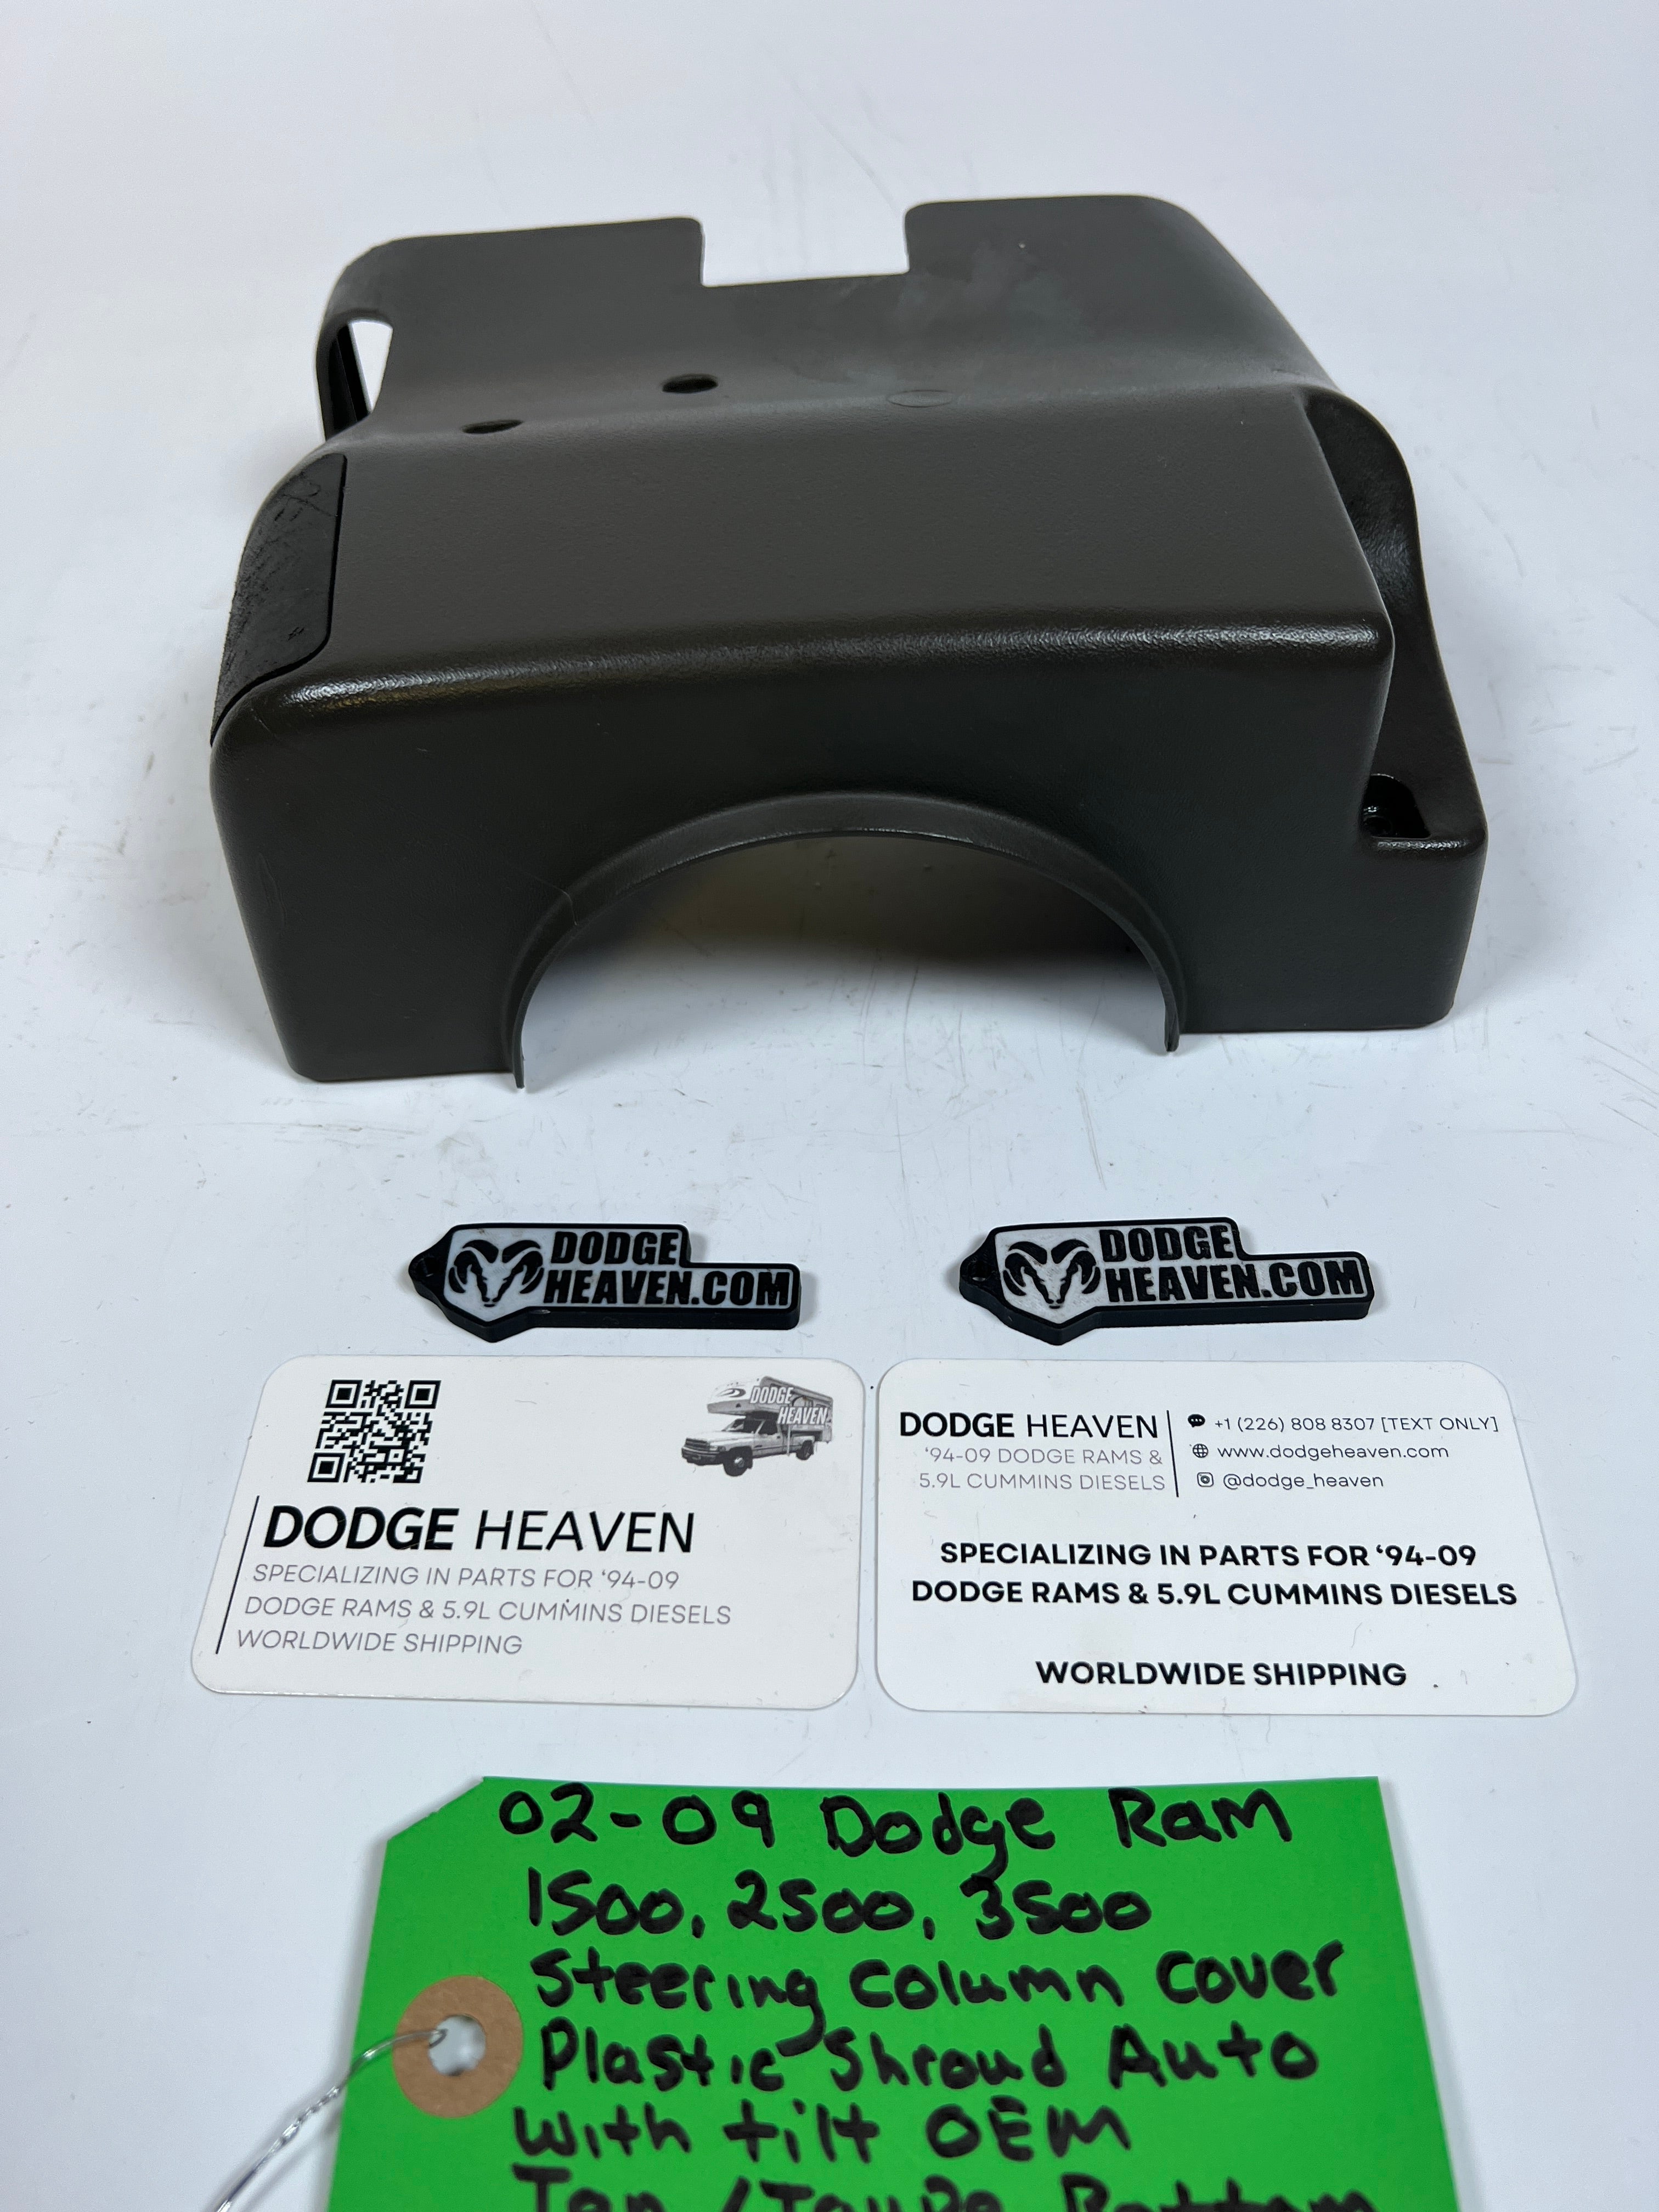 DODGE
HEAVEN.COM
DODGE
HEAVEN.COM
DODGE
HEAVEN
DODGE HEAVEN
SPECIALIZING IN PARTS FOR ‘94-09
DODGE RAMS & 5.9L CUMMINS DIESELS
WORLDWIDE SHIPPING
DODGE HEAVEN
‘94-09 DODGE RAMS &
5.9L CUMMINS DIESELS
+1 (226) 808 8307 [TEXT ONLY]
www.dodgeheaven.com
@dodge_heaven
SPECIALIZING IN PARTS FOR ‘94-09
DODGE RAMS & 5.9L CUMMINS DIESELS
WORLDWIDE SHIPPING
02-09 Dodge Ram
1500, 2500, 3500
Steering Column Cover
Plastic Shroud Auto
With tilt OEM
Tan/Taupe Bottom